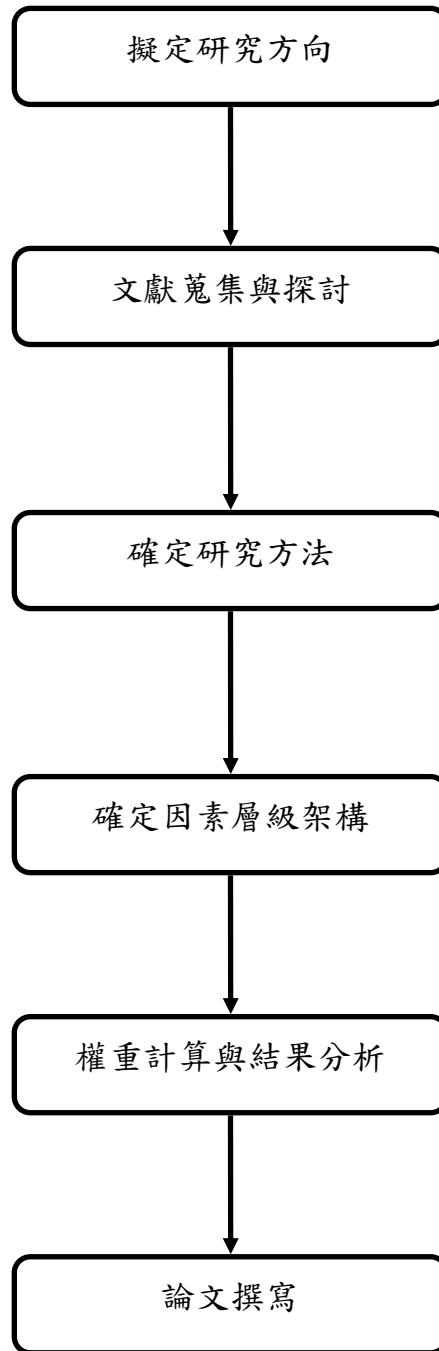 擬定研究方向
文獻蒐集與探討
確定研究方法
確定因素層級架構
權重計算與結果分析
論文撰寫